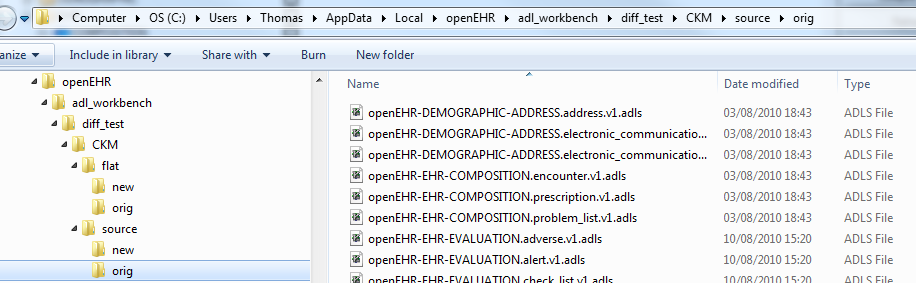 Computer OS (C:) Users Thomas AppData Local openEHR adl_workbench diff_test CKM source orig
anize Include in library Share with Burn New folder
openEHR
adl_workbench
diff_test
CKM
flat
new
orig
source
new
orig
Name Date modified Type
openEHR-DEMOGRAPHIC-ADDRESS.address.v1.adls 03/08/2010 18:43 ADLS File
openEHR-DEMOGRAPHIC-ADDRESS.electronic_communicatio... 03/08/2010 18:43 ADLS File
openEHR-DEMOGRAPHIC-ADDRESS.electronic_communicatio... 03/08/2010 18:43 ADLS File
openEHR-EHR-COMPOSITION.encounter.v1.adls 03/08/2010 18:43 ADLS File
openEHR-EHR-COMPOSITION.prescription.v1.adls 03/08/2010 18:43 ADLS File
openEHR-EHR-COMPOSITION.problem_list.v1.adls 03/08/2010 18:43 ADLS File
openEHR-EHR-EVALUATION.adverse.v1.adls 10/08/2010 15:20 ADLS File
openEHR-EHR-EVALUATION.alert.v1.adls 10/08/2010 15:20 ADLS File
openEHR-EHR-EVALUATION.check_list.v1.adls 10/08/2010 15:20 ADLS File